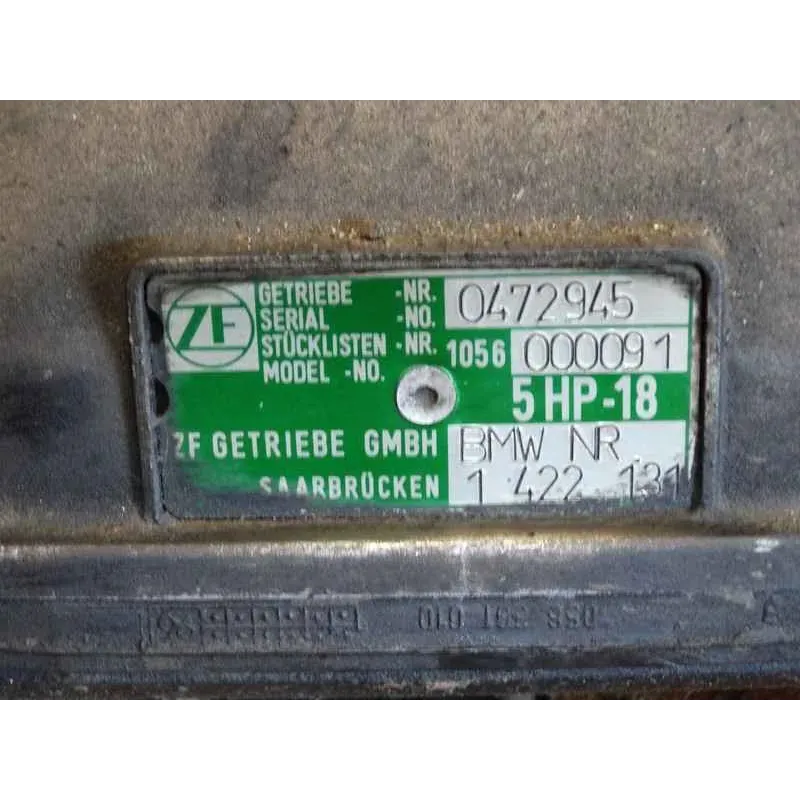 ZF
GETRIEBE -NR. 0472945
SERIAL -NO.
STÜCKLISTEN -NR. 1056 000091
MODEL -NO.
5 HP-18
ZF GETRIEBE GMBH BMW NR
SAARBRÜCKEN 1 422 131
010